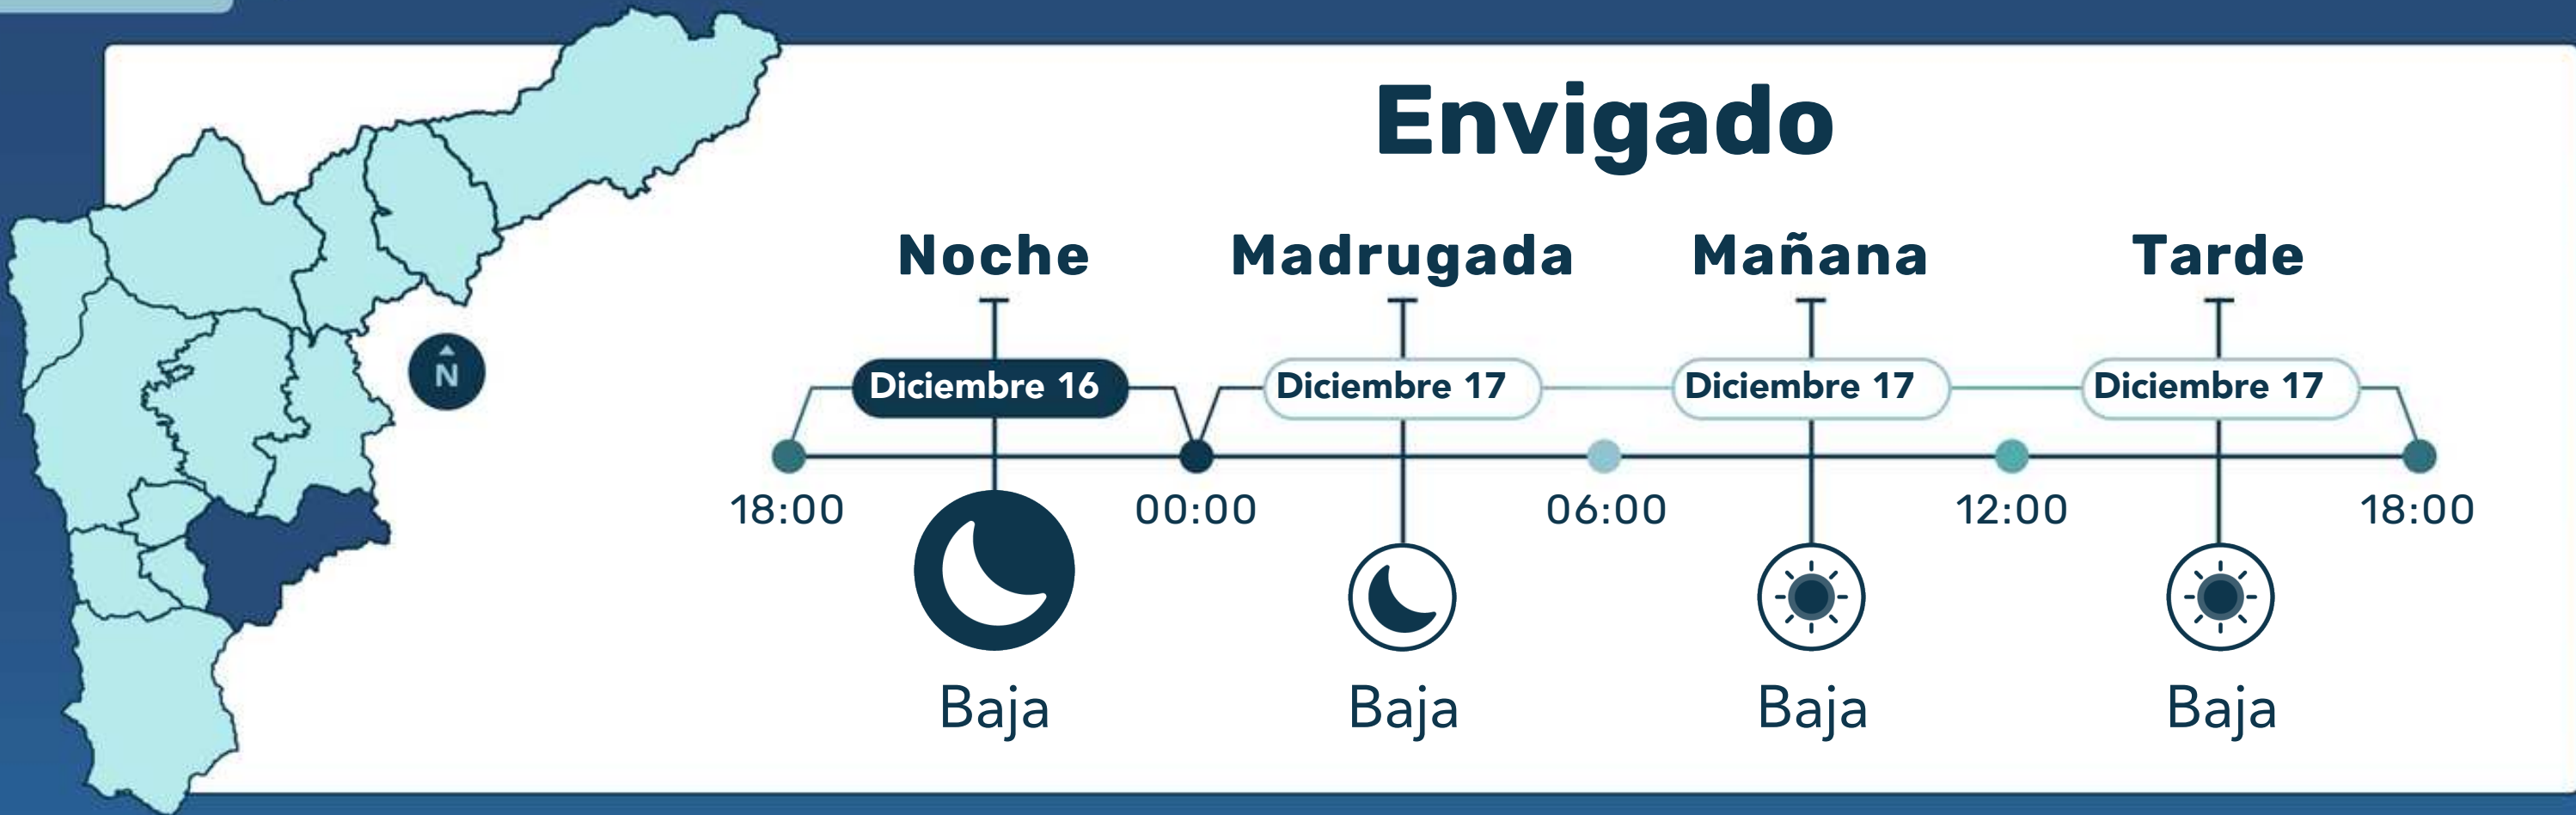 Envigado
Noche Madrugada Mañana Tarde
N
Diciembre 16 Diciembre 17 Diciembre 17 Diciembre 17
18:00 00:00 06:00 12:00 18:00
Baja Baja Baja Baja